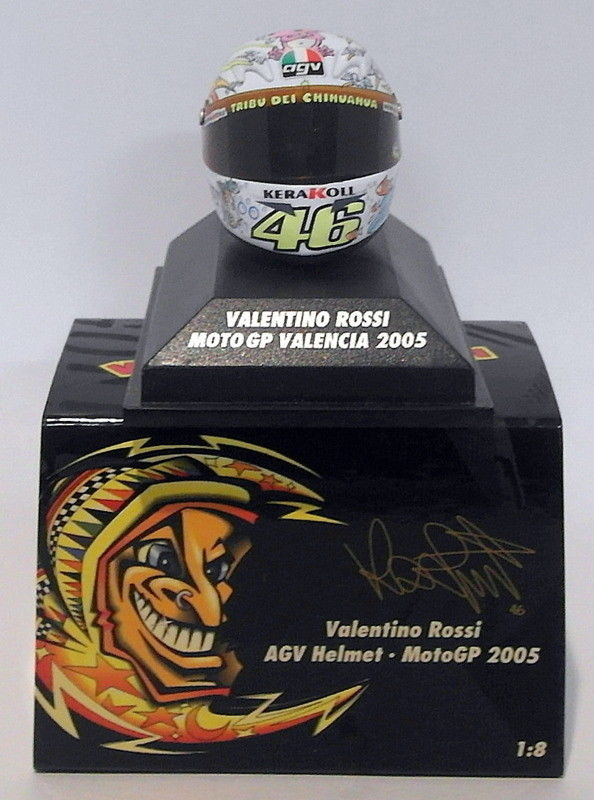 agv
TRIBU DEI CHIHUAHUA
KERAKOLL
46
VALENTINO ROSSI
MOTO GP VALENCIA 2005
46
Valentino Rossi
AGV Helmet · MotoGP 2005
1:8